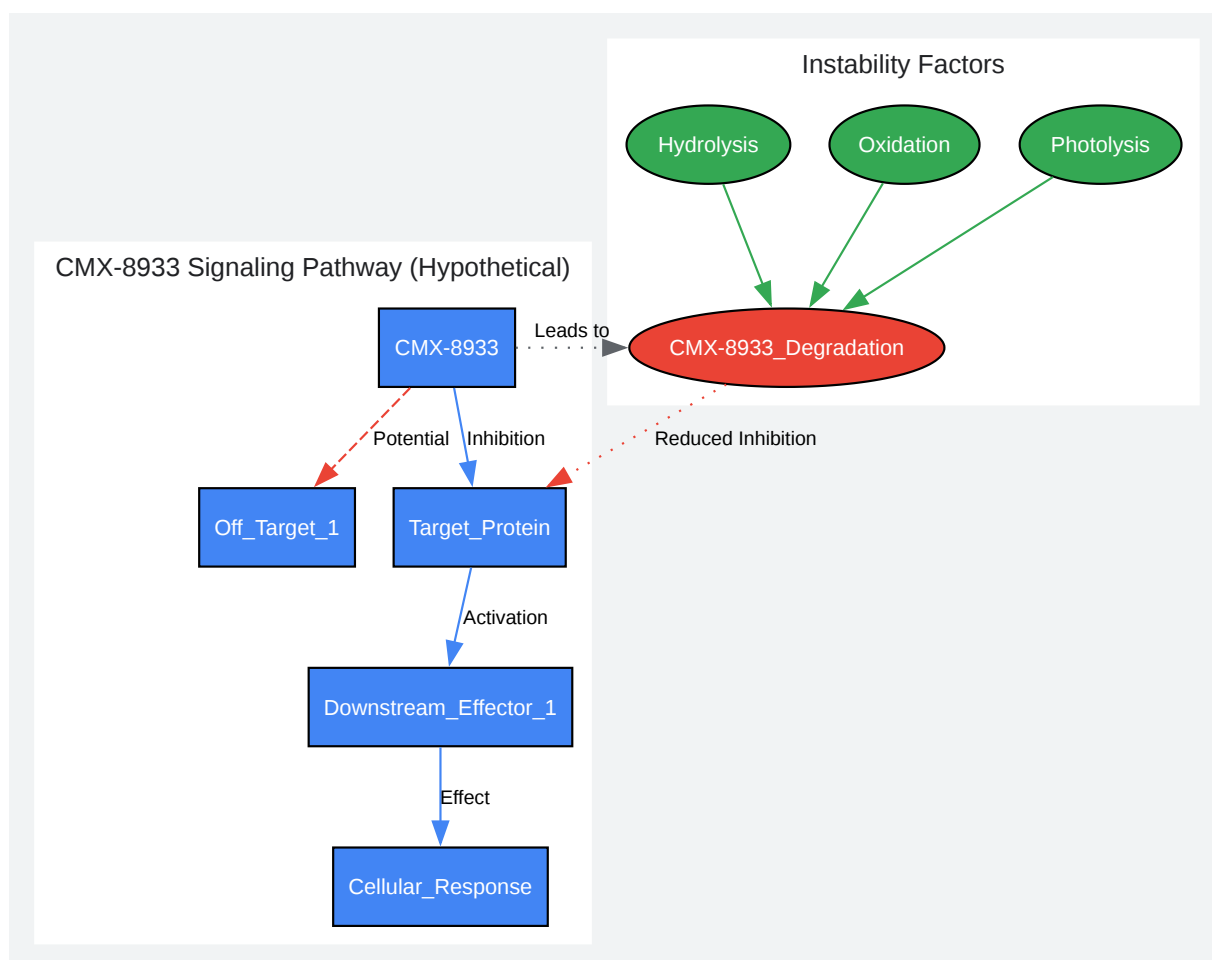 Instability Factors
Hydrolysis
Oxidation
Photolysis
CMX-8933 Signaling Pathway (Hypothetical)
CMX-8933
Leads to
CMX-8933_Degradation
Potential
Inhibition
Reduced Inhibition
Off_Target_1
Target_Protein
Activation
Downstream_Effector_1
Effect
Cellular_Response